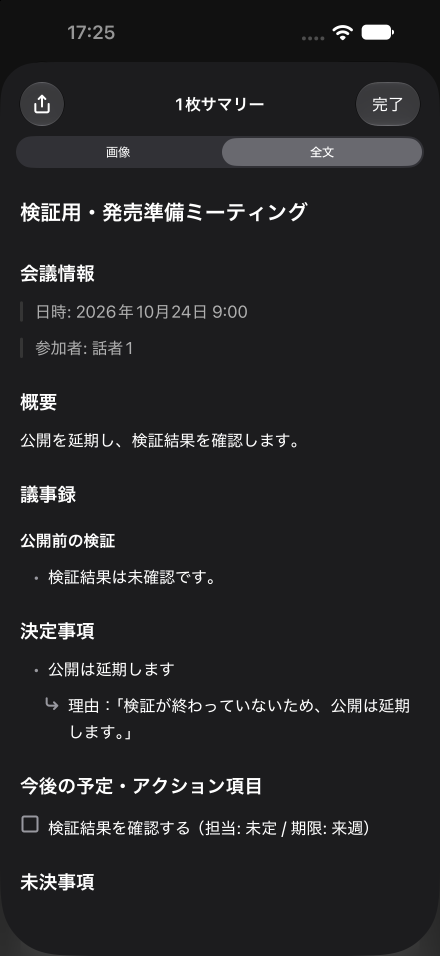 17:25
1枚サマリー
完了
画像
全文
検証用・発売準備ミーティング
会議情報
日時: 2026年10月24日 9:00
参加者: 話者1
概要
公開を延期し、検証結果を確認します。
議事録
公開前の検証
・検証結果は未確認です。
決定事項
・公開は延期します
↳ 理由：「検証が終わっていないため、公開は延期
します。」
今後の予定・アクション項目
☐ 検証結果を確認する（担当: 未定 / 期限: 来週）
未決事項